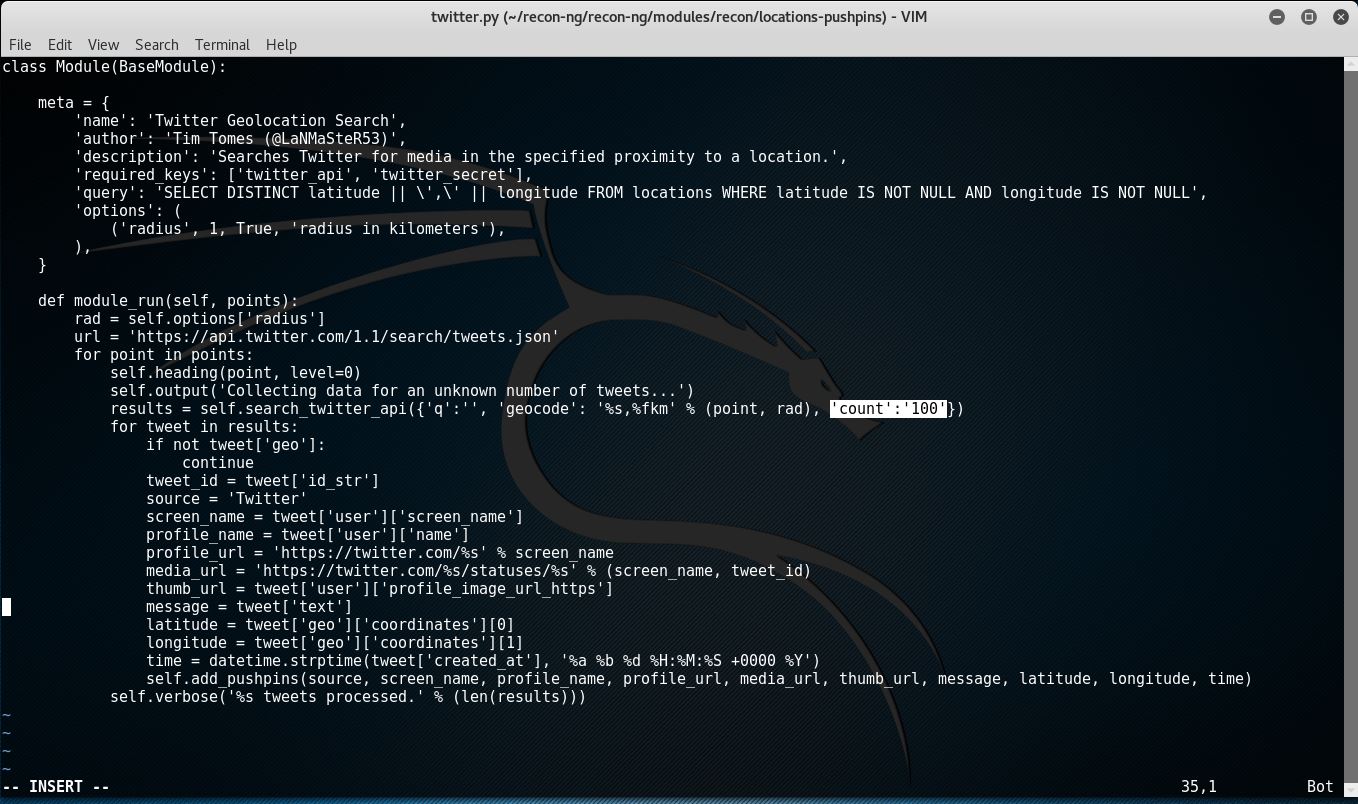 twitter.py (~/recon-ng/recon-ng/modules/recon/locations-pushpins) - VIM
File Edit View Search Terminal Help
class Module(BaseModule):
    meta = {
        'name': 'Twitter Geolocation Search',
        'author': 'Tim Tomes (@LaNMaSteR53)',
        'description': 'Searches Twitter for media in the specified proximity to a location.',
        'required_keys': ['twitter_api', 'twitter_secret'],
        'query': 'SELECT DISTINCT latitude || \',\' || longitude FROM locations WHERE latitude IS NOT NULL AND longitude IS NOT NULL',
        'options': (
            ('radius', 1, True, 'radius in kilometers'),
        ),
    }
    def module_run(self, points):
        rad = self.options['radius']
        url = 'https://api.twitter.com/1.1/search/tweets.json'
        for point in points:
            self.heading(point, level=0)
            self.output('Collecting data for an unknown number of tweets...')
            results = self.search_twitter_api({'q':'', 'geocode': '%s,%fkm' % (point, rad), 'count':'100'})
            for tweet in results:
                if not tweet['geo']:
                    continue
                tweet_id = tweet['id_str']
                source = 'Twitter'
                screen_name = tweet['user']['screen_name']
                profile_name = tweet['user']['name']
                profile_url = 'https://twitter.com/%s' % screen_name
                media_url = 'https://twitter.com/%s/statuses/%s' % (screen_name, tweet_id)
                thumb_url = tweet['user']['profile_image_url_https']
                message = tweet['text']
                latitude = tweet['geo']['coordinates'][0]
                longitude = tweet['geo']['coordinates'][1]
                time = datetime.strptime(tweet['created_at'], '%a %b %d %H:%M:%S +0000 %Y')
                self.add_pushpins(source, screen_name, profile_name, profile_url, media_url, thumb_url, message, latitude, longitude, time)
            self.verbose('%s tweets processed.' % (len(results)))
~
~
~
~
-- INSERT -- 35,1 Bot